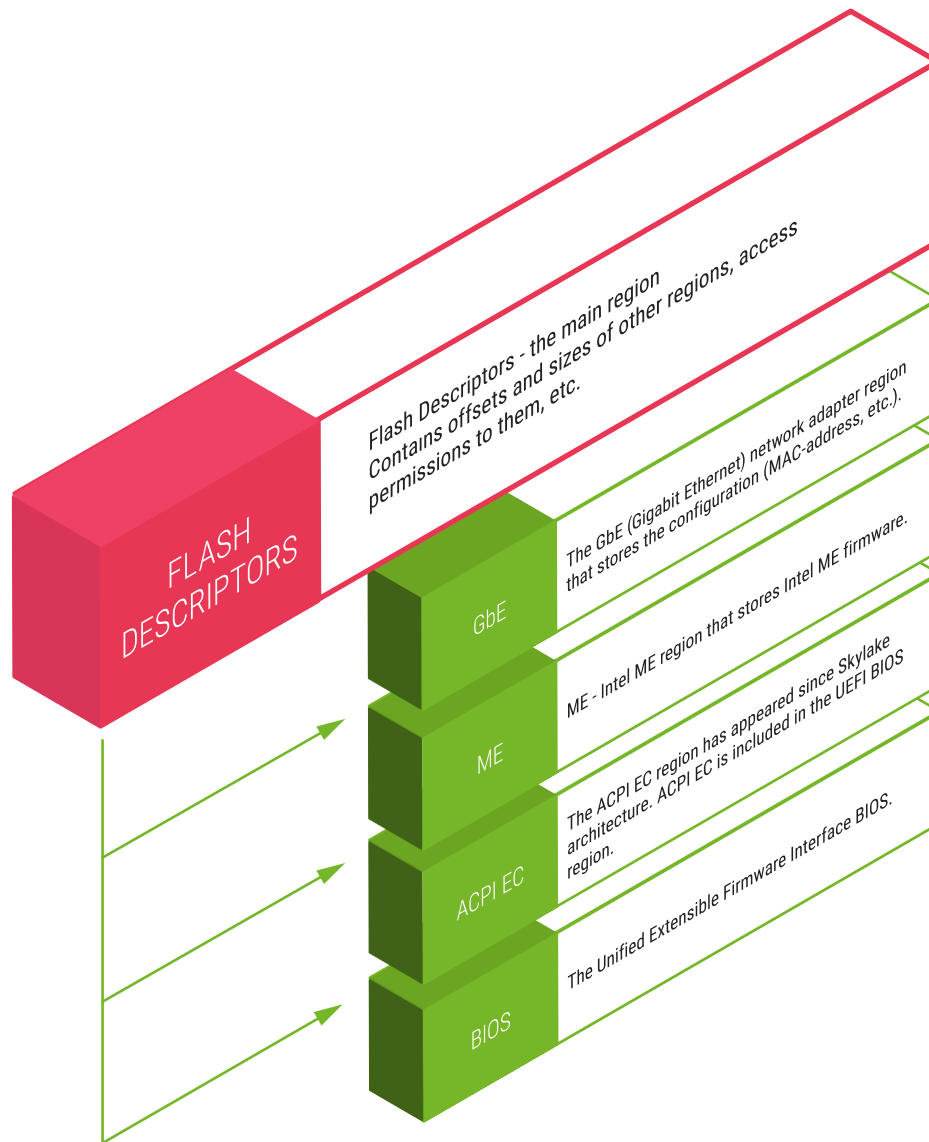 FLASH
DESCRIPTORS
Flash Descriptors - the main region
Contains offsets and sizes of other regions, access
permissions to them, etc.
GbE
The GbE (Gigabit Ethernet) network adapter region
that stores the configuration (MAC-address, etc.).
ME
ME - Intel ME region that stores Intel ME firmware.
ACPI EC
The ACPI EC region has appeared since Skylake
architecture. ACPI EC is included in the UEFI BIOS
region.
BIOS
The Unified Extensible Firmware Interface BIOS.